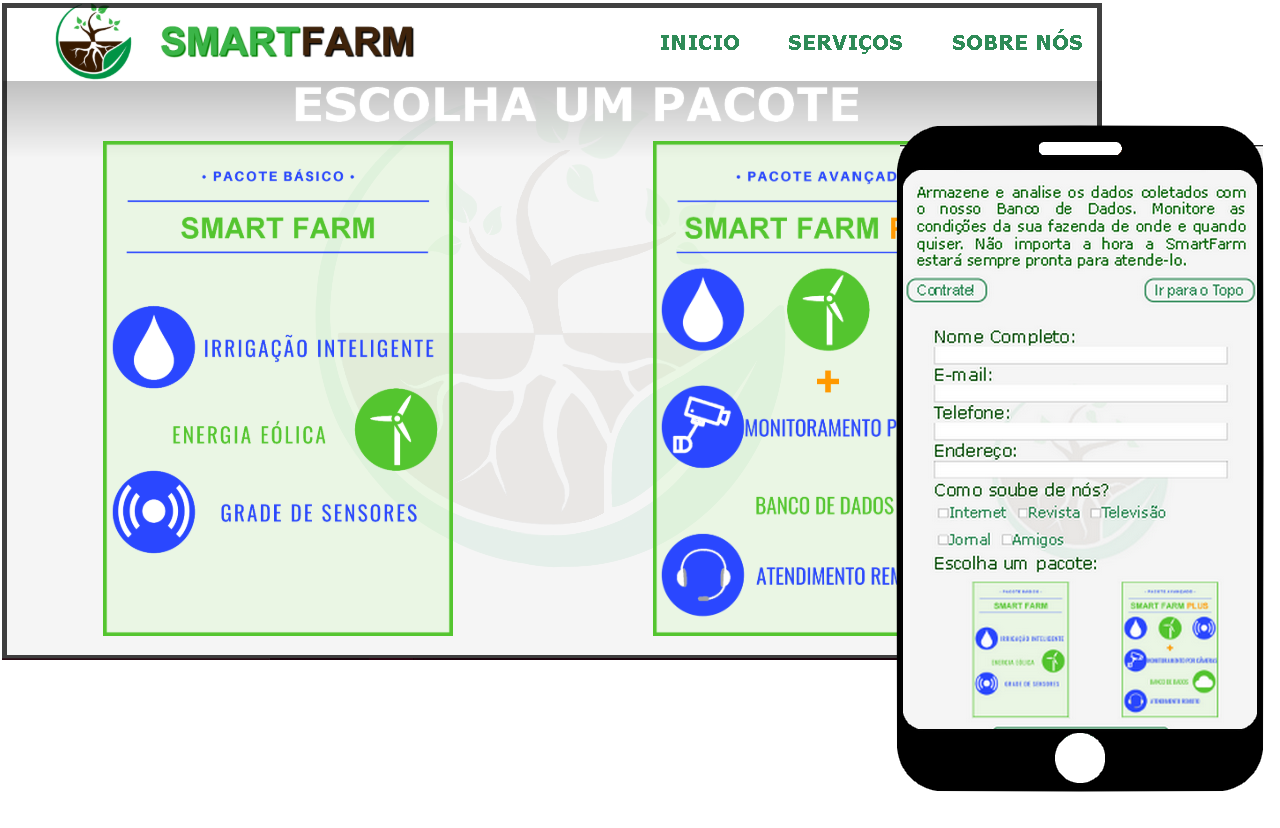 SMARTFARM
INICIO SERVIÇOS SOBRE NÓS
ESCOLHA UM PACOTE
• PACOTE BÁSICO •
SMART FARM
IRRIGAÇÃO INTELIGENTE
ENERGIA EÓLICA
GRADE DE SENSORES
• PACOTE AVANÇAD
SMART FARM
+
MONITORAMENTO P
BANCO DE DADOS
ATENDIMENTO REM
Armazene e analise os dados coletados com
o nosso Banco de Dados. Monitore as
condições da sua fazenda de onde e quando
quiser. Não importa a hora a SmartFarm
estará sempre pronta para atende-lo.
Contrate!
Ir para o Topo
Nome Completo:
E-mail:
Telefone:
Endereço:
Como soube de nós?
Internet Revista Televisão
Jornal Amigos
Escolha um pacote:
- PACOTE BÁSICO -
SMART FARM
IRRIGAÇÃO INTELIGENTE
ENERGIA EÓLICA
GRADE DE SENSORES
- PACOTE AVANÇADO -
SMART FARM PLUS
+
MONITORAMENTO POR CÂMERAS
BANCO DE DADOS
ATENDIMENTO REMOTO